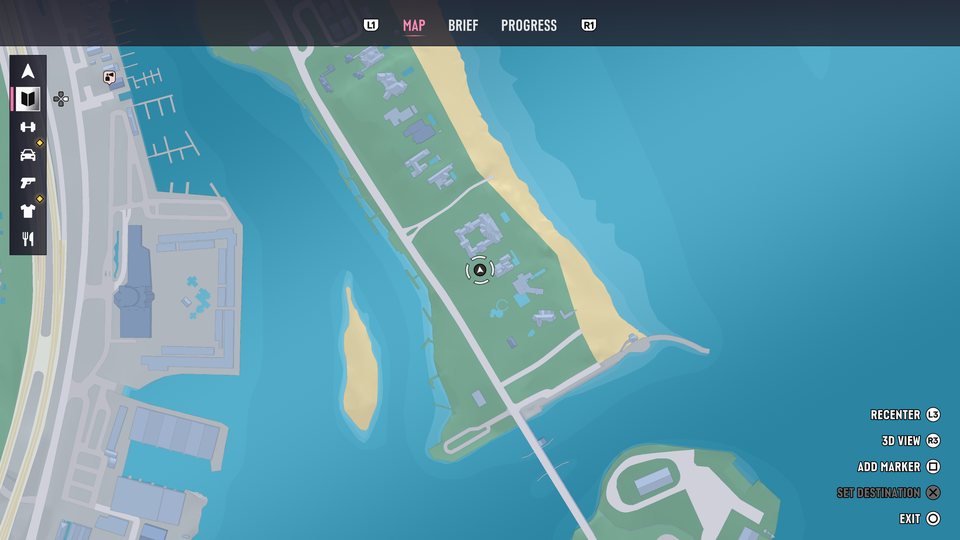 L1 MAP BRIEF PROGRESS R1
RECENTER L3
3D VIEW R3
ADD MARKER
SET DESTINATION
EXIT